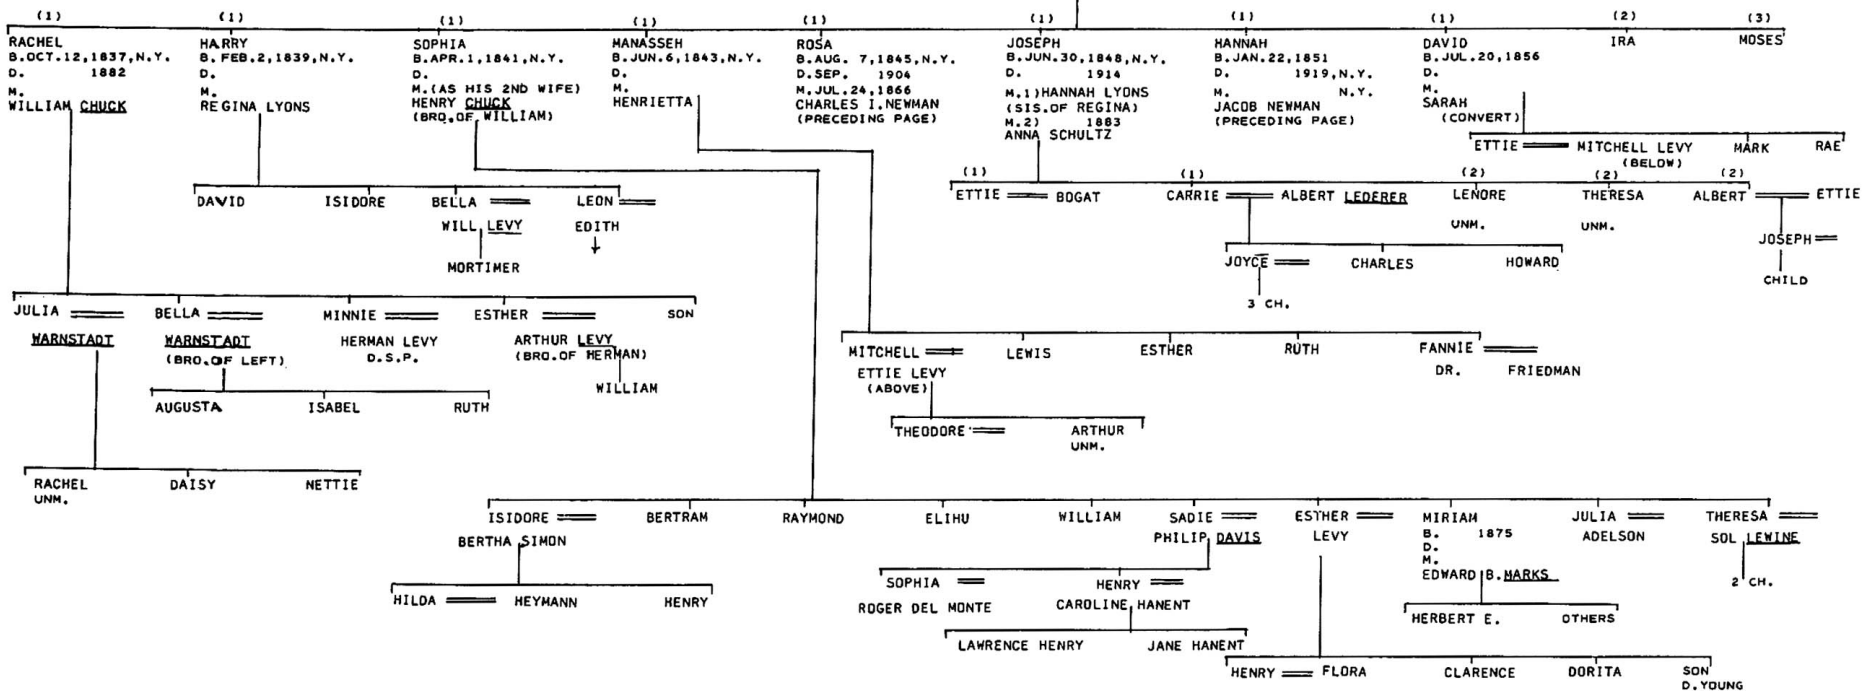 (1) (1) (1) (1) (1) (1) (1) (1) (2) (3)
RACHEL
B.OCT.12,1837,N.Y.
D. 1882
M.
WILLIAM CHUCK
HARRY
B. FEB.2,1839,N.Y.
D.
M.
REGINA LYONS
SOPHIA
B.APR.1,1841,N.Y.
D.
M.(AS HIS 2ND WIFE)
HENRY CHUCK
(BRO.OF WILLIAM)
MANASSEH
B.JUN.6,1843,N.Y.
D.
M.
HENRIETTA
ROSA
B.AUG. 7,1845,N.Y.
D.SEP. 1904
M.JUL.24,1866
CHARLES I.NEWMAN
(PRECEDING PAGE)
JOSEPH
B.JUN.30,1848,N.Y.
D. 1914
M.1)HANNAH LYONS
(SIS.OF REGINA)
M.2) 1883
ANNA SCHULTZ
HANNAH
B.JAN.22,1851
D. 1919,N.Y.
M. N.Y.
JACOB NEWMAN
(PRECEDING PAGE)
DAVID
B.JUL.20,1856
D.
M.
SARAH
(CONVERT)
IRA
MOSES
ETTIE MITCHELL LEVY MARK RAE
(BELOW)
DAVID ISIDORE BELLA LEON
WILL LEVY EDITH
MORTIMER
(1) (1) (2) (2) (2)
ETTIE BOGAT CARRIE ALBERT LEDERER LENORE THERESA ALBERT ETTIE
UNM. UNM.
JOSEPH
CHILD
JOYCE CHARLES HOWARD
3 CH.
JULIA BELLA MINNIE ESTHER SON
WARNSTADT WARNSTADT HERMAN LEVY ARTHUR LEVY
(BRO.OF LEFT) D.S.P. (BRO.OF HERMAN)
WILLIAM
AUGUSTA ISABEL RUTH
RACHEL DAISY NETTIE
UNM.
MITCHELL LEWIS ESTHER RUTH FANNIE
ETTIE LEVY DR. FRIEDMAN
(ABOVE)
THEODORE ARTHUR
UNM.
ISIDORE BERTRAM RAYMOND ELIHU WILLIAM SADIE ESTHER MIRIAM JULIA THERESA
BERTHA SIMON PHILIP DAVIS LEVY B. 1875 ADELSON SOL LEWINE
D.
M.
EDWARD B.MARKS 2 CH.
HILDA HEYMANN HENRY
SOPHIA HENRY
ROGER DEL MONTE CAROLINE HANENT
LAWRENCE HENRY JANE HANENT
HERBERT E. OTHERS
HENRY FLORA CLARENCE DORITA SON
D.YOUNG